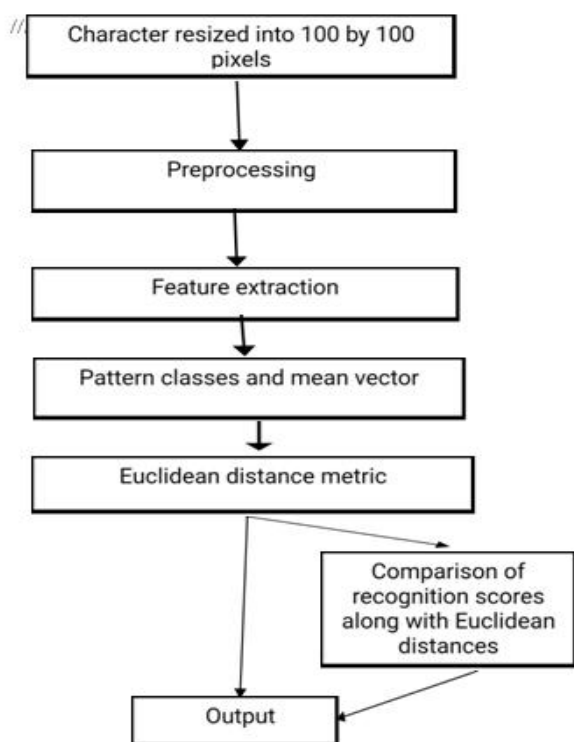 //
Character resized into 100 by 100
pixels
Preprocessing
Feature extraction
Pattern classes and mean vector
Euclidean distance metric
Comparison of
recognition scores
along with Euclidean
distances
Output